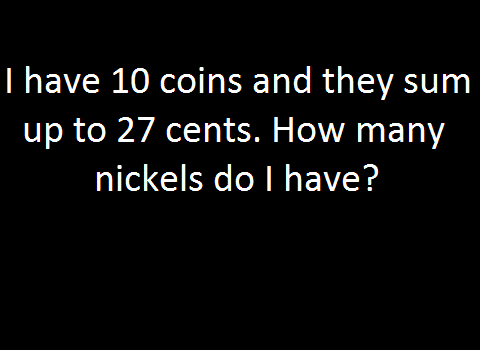 I have 10 coins and they sum
up to 27 cents. How many
nickels do I have?